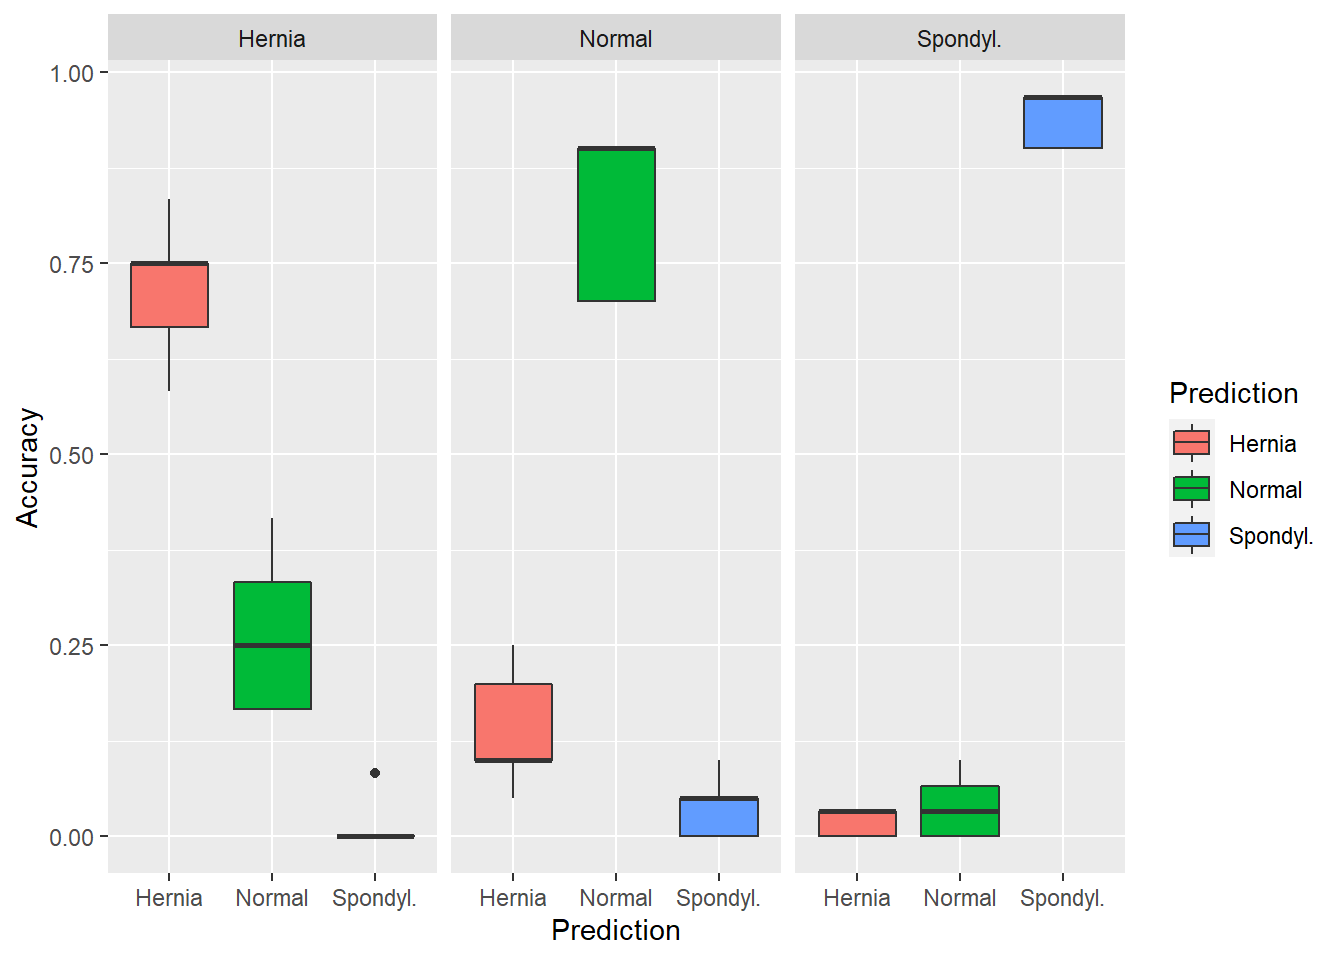 Hernia Normal Spondyl.
1.00
0.75
0.50
0.25
0.00
Accuracy
Hernia Normal Spondyl. Hernia Normal Spondyl. Hernia Normal Spondyl.
Prediction
Prediction
Hernia
Normal
Spondyl.